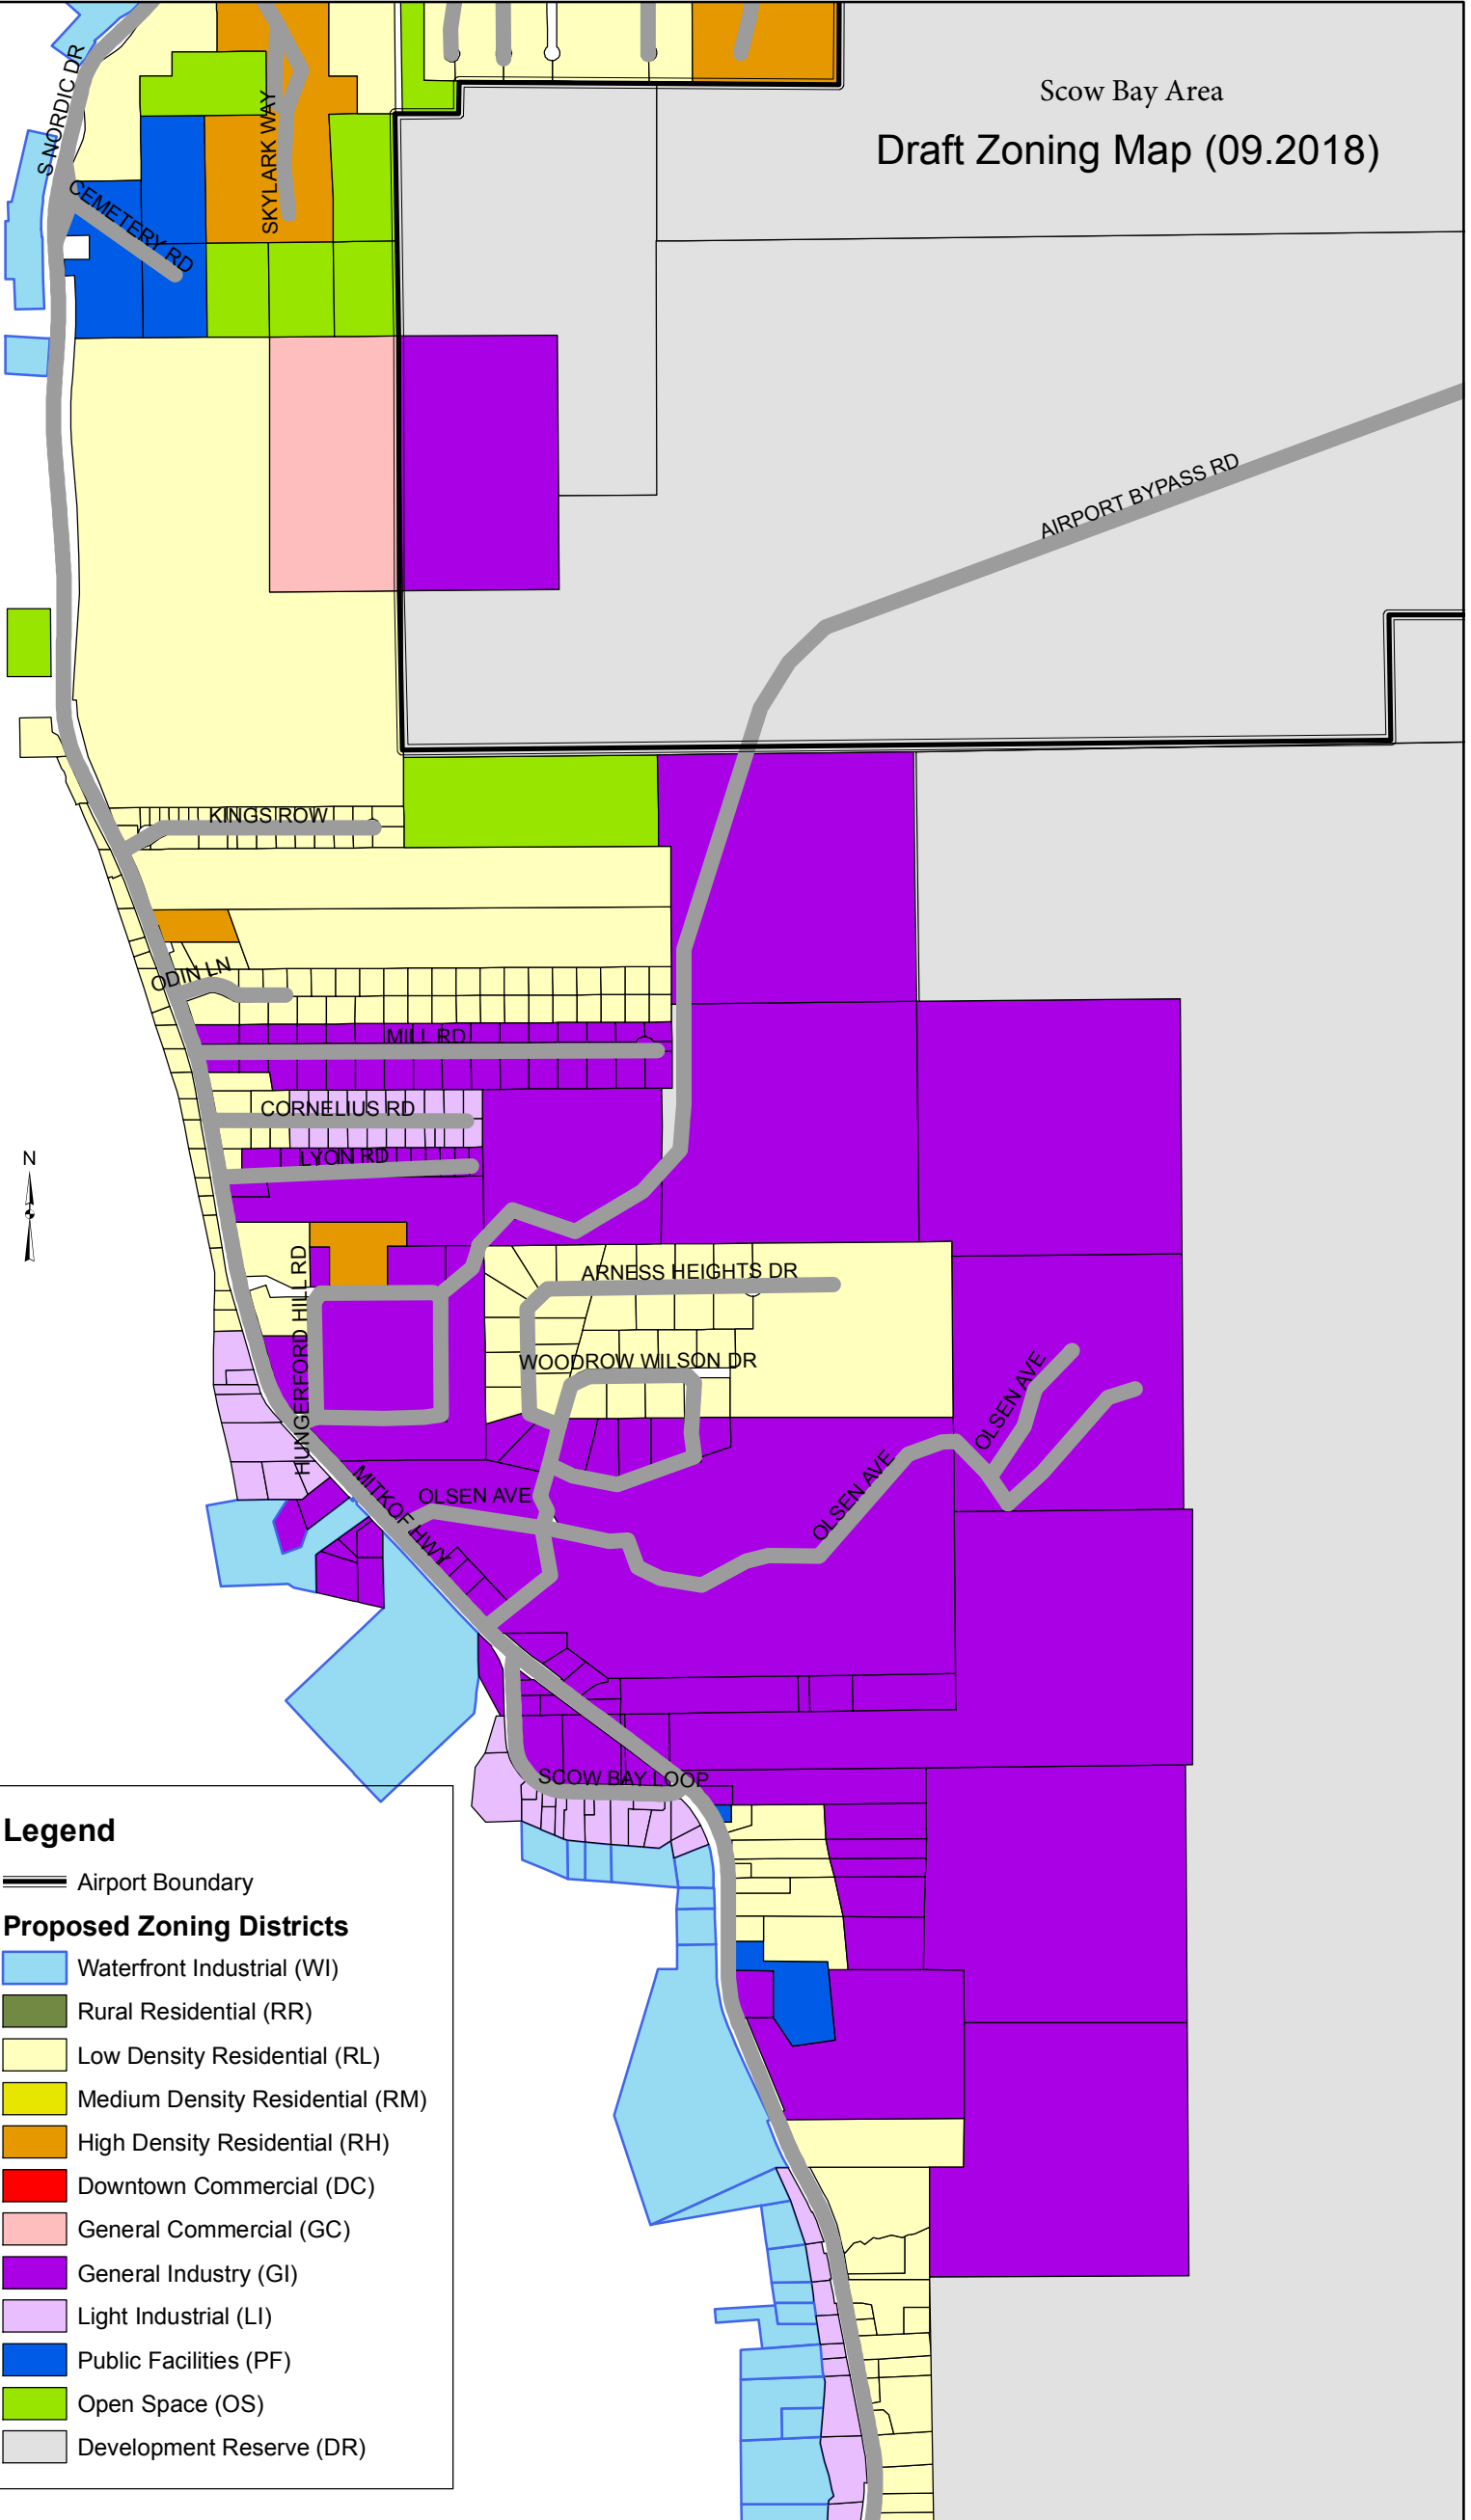 Scow Bay Area
Draft Zoning Map (09.2018)
S NORDIC DR
SKYLARK WAY
CEMETERY RD
AIRPORT BYPASS RD
KINGS ROW
ODIN LN
MILL RD
CORNELIUS RD
LYON RD
N
HUNGERFORD HILL RD
ARNESS HEIGHTS DR
WOODROW WILSON DR
OLSEN AVE
OLSEN AVE
OLSEN AVE
MITKOF HWY
SCOW BAY LOOP
Legend
Airport Boundary
Proposed Zoning Districts
Waterfront Industrial (WI)
Rural Residential (RR)
Low Density Residential (RL)
Medium Density Residential (RM)
High Density Residential (RH)
Downtown Commercial (DC)
General Commercial (GC)
General Industry (GI)
Light Industrial (LI)
Public Facilities (PF)
Open Space (OS)
Development Reserve (DR)